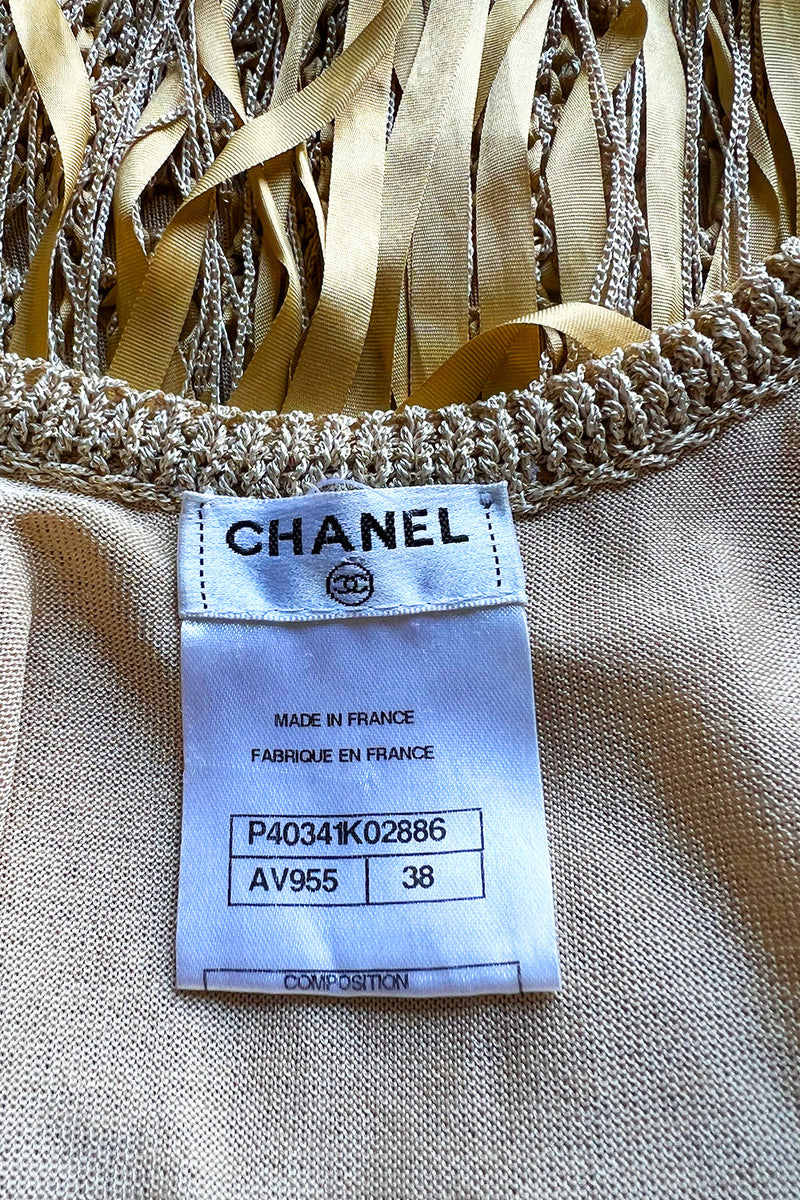 CHANEL
MADE IN FRANCE
FABRIQUE EN FRANCE
P40341K02886
AV955 38
COMPOSITION